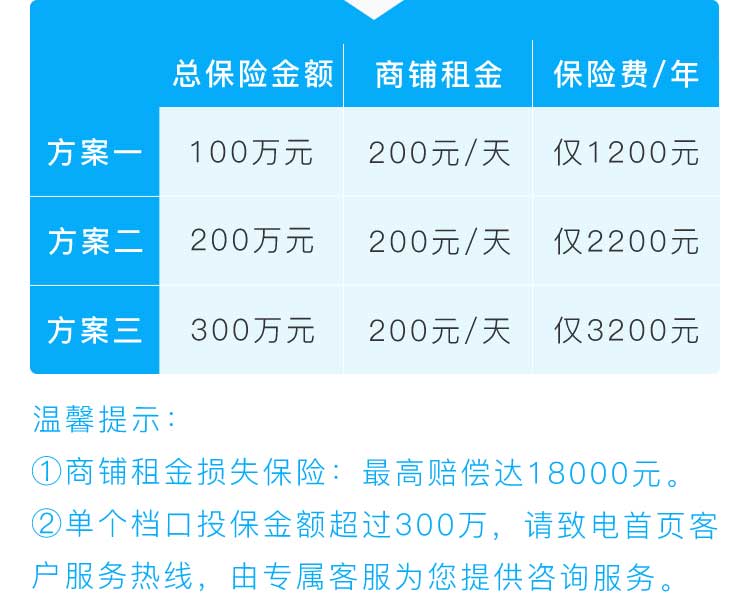 总保险金额 商铺租金 保险费/年
方案一 100万元 200元/天 仅1200元
方案二 200万元 200元/天 仅2200元
方案三 300万元 200元/天 仅3200元
温馨提示：
①商铺租金损失保险：最高赔偿达18000元。
②单个档口投保金额超过300万，请致电首页客
户服务热线，由专属客服为您提供咨询服务。